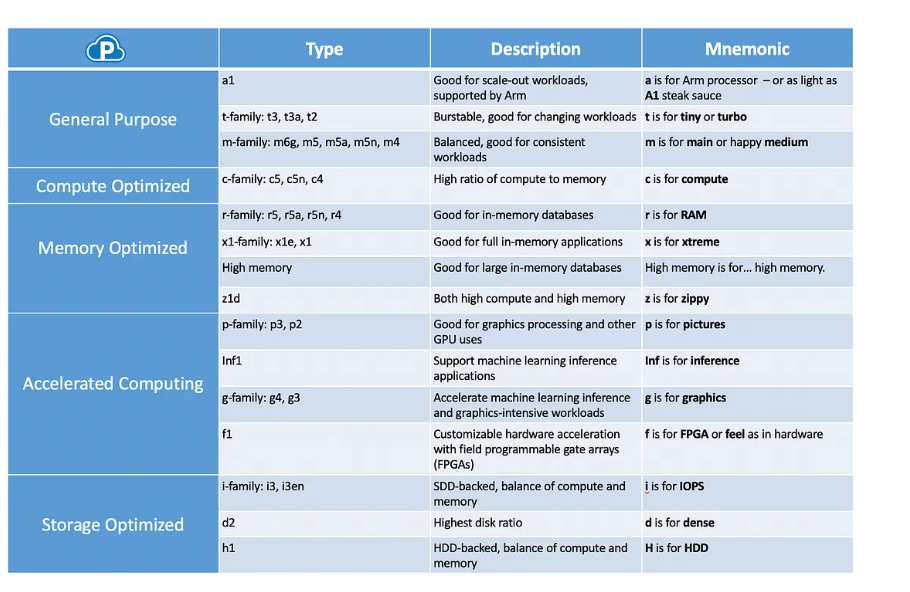 P
Type
Description
Mnemonic
General Purpose
a1
Good for scale-out workloads,
supported by Arm
a is for Arm processor – or as light as
A1 steak sauce
t-family: t3, t3a, t2
Burstable, good for changing workloads
t is for tiny or turbo
m-family: m6g, m5, m5a, m5n, m4
Balanced, good for consistent
workloads
m is for main or happy medium
Compute Optimized
c-family: c5, c5n, c4
High ratio of compute to memory
c is for compute
Memory Optimized
r-family: r5, r5a, r5n, r4
Good for in-memory databases
r is for RAM
x1-family: x1e, x1
Good for full in-memory applications
x is for xtreme
High memory
Good for large in-memory databases
High memory is for... high memory.
z1d
Both high compute and high memory
z is for zippy
Accelerated Computing
p-family: p3, p2
Good for graphics processing and other
GPU uses
p is for pictures
Inf1
Support machine learning inference
applications
Inf is for inference
g-family: g4, g3
Accelerate machine learning inference
and graphics-intensive workloads
g is for graphics
f1
Customizable hardware acceleration
with field programmable gate arrays
(FPGAs)
f is for FPGA or feel as in hardware
Storage Optimized
i-family: i3, i3en
SDD-backed, balance of compute and
memory
i is for IOPS
d2
Highest disk ratio
d is for dense
h1
HDD-backed, balance of compute and
memory
H is for HDD